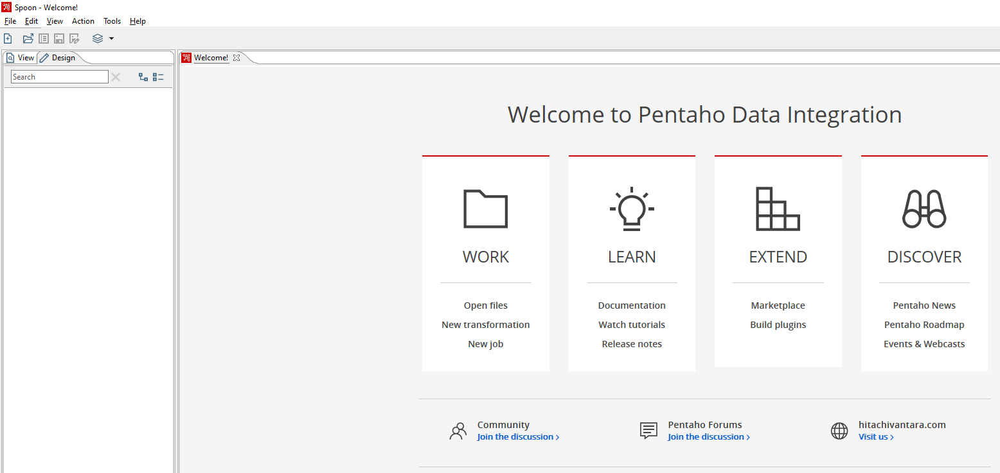 Spoon - Welcome!
File Edit View Action Tools Help
View Design
Welcome!
Search
Welcome to Pentaho Data Integration
WORK
Open files
New transformation
New job
LEARN
Documentation
Watch tutorials
Release notes
EXTEND
Marketplace
Build plugins
DISCOVER
Pentaho News
Pentaho Roadmap
Events & Webcasts
Community
Join the discussion >
Pentaho Forums
Join the discussion >
hitachivantara.com
Visit us >